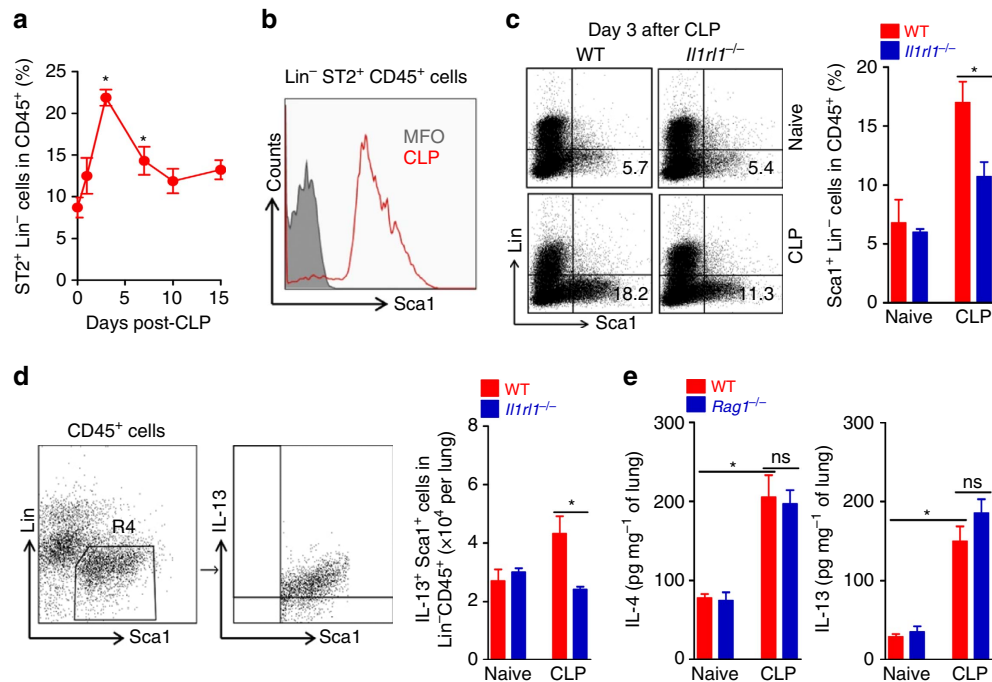 a
ST2⁺ Lin⁻ cells in CD45⁺ (%)
25
20
15
10
5
0
0
5
10
15
Days post-CLP
*
*
b
Lin⁻ ST2⁺ CD45⁺ cells
Counts
MFO
CLP
Sca1
c
Day 3 after CLP
WT
Il1rl1⁻/⁻
Naive
CLP
5.7
5.4
18.2
11.3
Lin
Sca1
WT
Il1rl1⁻/⁻
Sca1⁺ Lin⁻ cells in CD45⁺ (%)
20
15
10
5
0
*
Naive
CLP
d
CD45⁺ cells
Lin
R4
Sca1
IL-13
Sca1
WT
Il1rl1⁻/⁻
IL-13⁺ Sca1⁺ cells in
Lin⁻CD45⁺ (×10⁴ per lung)
8
6
4
2
0
*
Naive
CLP
e
WT
Rag1⁻/⁻
IL-4 (pg mg⁻¹ of lung)
300
200
100
0
*
ns
Naive
CLP
IL-13 (pg mg⁻¹ of lung)
300
200
100
0
*
ns
Naive
CLP